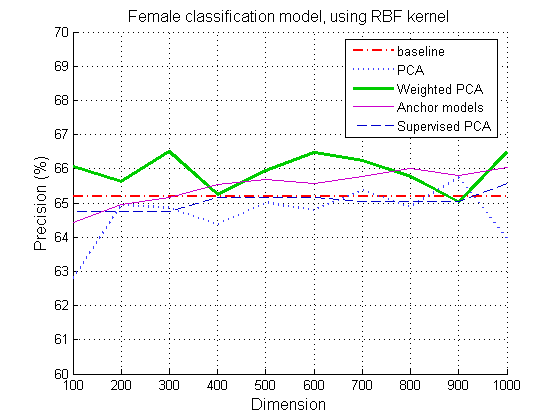 Female classification model, using RBF kernel
70
69
68
67
66
65
64
63
62
61
60
Precision (%)
baseline
PCA
Weighted PCA
Anchor models
Supervised PCA
100 200 300 400 500 600 700 800 900 1000
Dimension